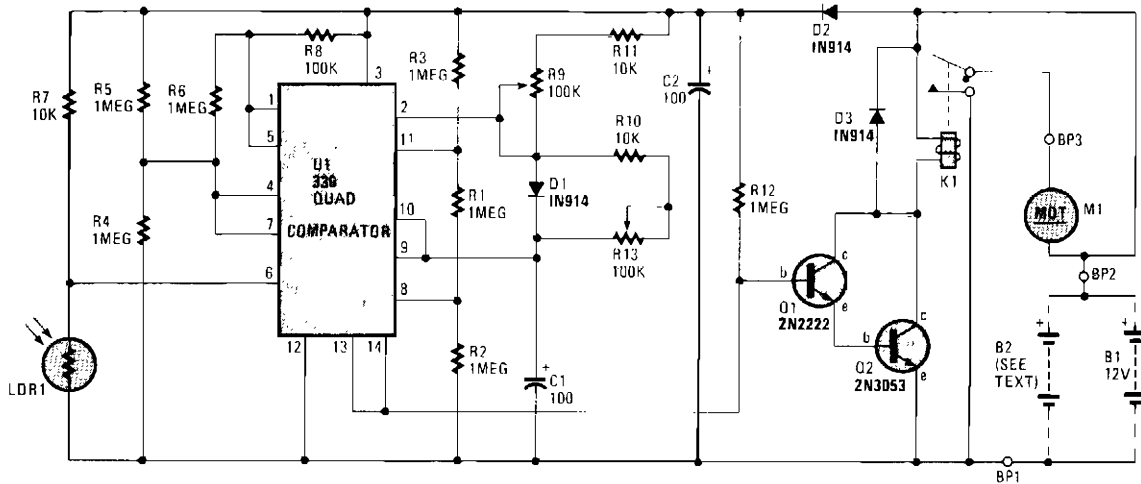 R7
10K
R5
1MEG
R6
1MEG
R4
1MEG
LDR1
R8
100K
3
1
5
4
7
6
2
11
10
9
8
12
13
14
U1
339
QUAD
COMPARATOR
R3
1MEG
R1
1MEG
R2
1MEG
R9
100K
R11
10K
R10
10K
D1
1N914
R13
100K
+
C1
100
C2
100
+
R12
1MEG
D2
1N914
D3
1N914
K1
b
c
e
Q1
2N2222
b
c
e
Q2
2N3053
BP3
MOT
M1
BP2
+
B2
(SEE
TEXT)
+
B1
12V
BP1